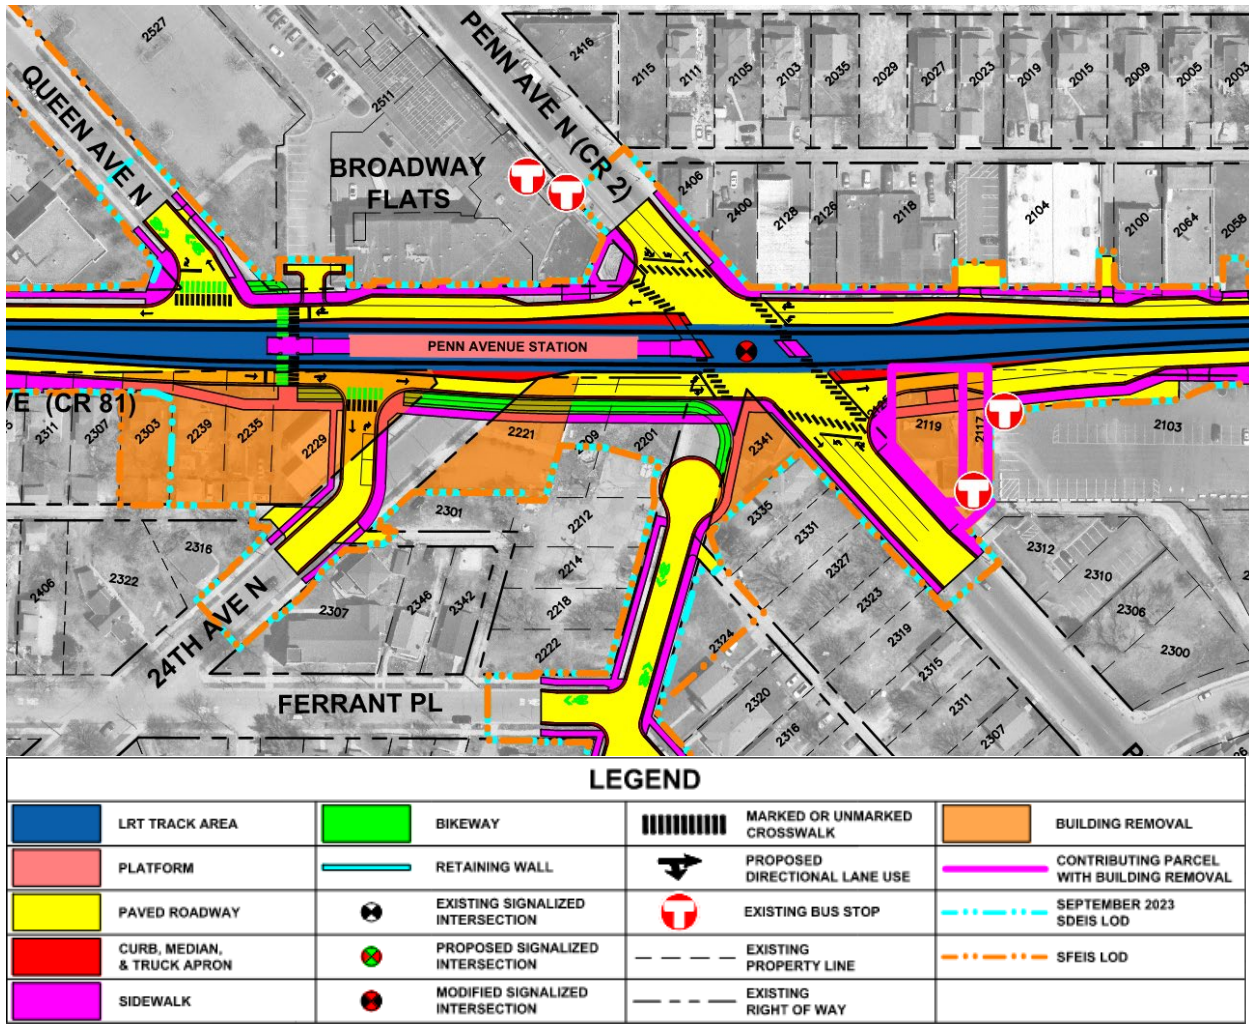 2527
QUEEN AVE N
2511
BROADWAY
FLATS
PENN AVE N (CR 2)
2416
2115
2111
2105
2103
2035
2029
2027
2023
2019
2015
2009
2005
2003
2406
2400
2128
2126
2118
2104
2100
2064
2058
PENN AVENUE STATION
VE (CR 81)
2311
2307
2303
2239
2235
2229
2221
2209
2201
2341
2125
2119
2117
2103
2301
2316
2322
2406
24TH AVE N
2307
2346
2342
2212
2214
2218
2222
2335
2331
2327
2323
2319
2315
2311
2307
2324
2320
2316
2312
2310
2306
2300
FERRANT PL
LEGEND
LRT TRACK AREA
BIKEWAY
MARKED OR UNMARKED
CROSSWALK
BUILDING REMOVAL
PLATFORM
RETAINING WALL
PROPOSED
DIRECTIONAL LANE USE
CONTRIBUTING PARCEL
WITH BUILDING REMOVAL
PAVED ROADWAY
EXISTING SIGNALIZED
INTERSECTION
EXISTING BUS STOP
SEPTEMBER 2023
SDEIS LOD
CURB, MEDIAN,
& TRUCK APRON
PROPOSED SIGNALIZED
INTERSECTION
EXISTING
PROPERTY LINE
SFEIS LOD
SIDEWALK
MODIFIED SIGNALIZED
INTERSECTION
EXISTING
RIGHT OF WAY